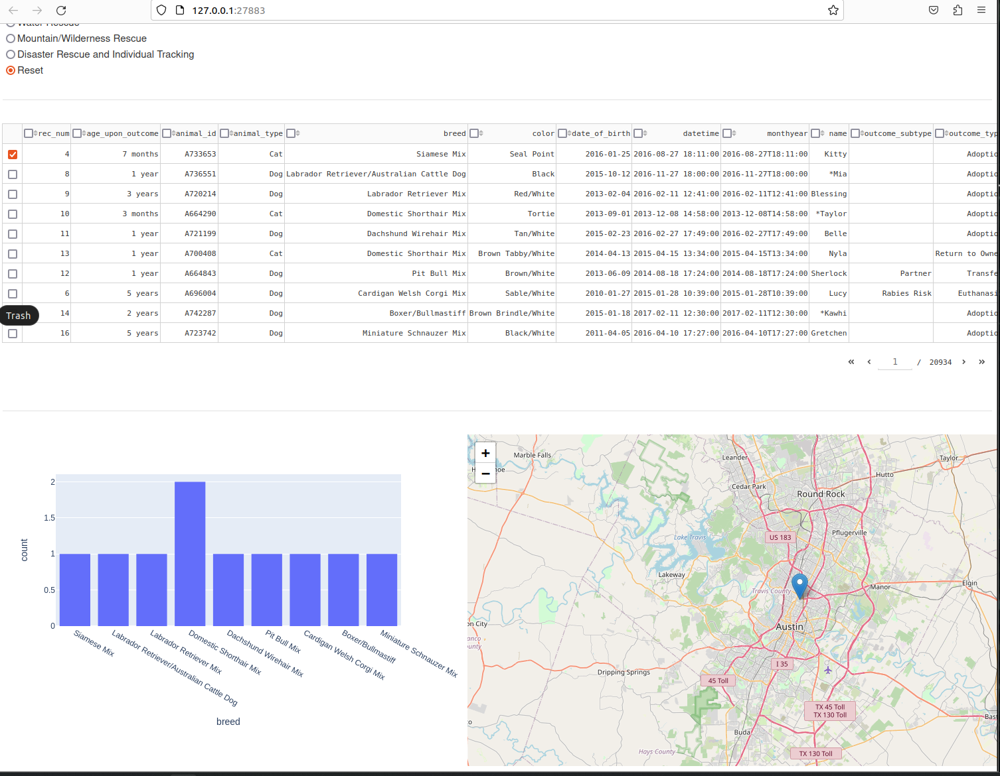 127.0.0.1:27883
Water Rescue
Mountain/Wilderness Rescue
Disaster Rescue and Individual Tracking
Reset
rec_num age_upon_outcome animal_id animal_type breed color date_of_birth datetime monthyear name outcome_subtype outcome_typ
4 7 months A733653 Cat Siamese Mix Seal Point 2016-01-25 2016-08-27 18:11:00 2016-08-27T18:11:00 Kitty Adoptio
8 1 year A736551 Dog Labrador Retriever/Australian Cattle Dog Black 2015-10-12 2016-11-27 18:00:00 2016-11-27T18:00:00 *Mia Adoptio
9 3 years A720214 Dog Labrador Retriever Mix Red/White 2013-02-04 2016-02-11 12:41:00 2016-02-11T12:41:00 Blessing Adoptio
10 3 months A664290 Cat Domestic Shorthair Mix Tortie 2013-09-01 2013-12-08 14:58:00 2013-12-08T14:58:00 *Taylor Adoptio
11 1 year A721199 Dog Dachshund Wirehair Mix Tan/White 2015-02-23 2016-02-27 17:49:00 2016-02-27T17:49:00 Belle Adoptio
13 1 year A700408 Cat Domestic Shorthair Mix Brown Tabby/White 2014-04-13 2015-04-15 13:34:00 2015-04-15T13:34:00 Nyla Return to Owne
12 1 year A664843 Dog Pit Bull Mix Brown/White 2013-06-09 2014-08-18 17:24:00 2014-08-18T17:24:00 Sherlock Partner Transfe
6 5 years A696004 Dog Cardigan Welsh Corgi Mix Sable/White 2010-01-27 2015-01-28 10:39:00 2015-01-28T10:39:00 Lucy Rabies Risk Euthanasi
14 2 years A742287 Dog Boxer/Bullmastiff Brown Brindle/White 2015-01-18 2017-02-11 12:30:00 2017-02-11T12:30:00 *Kawhi Adoptio
Trash
16 5 years A723742 Dog Miniature Schnauzer Mix Black/White 2011-04-05 2016-04-10 17:27:00 2016-04-10T17:27:00 Gretchen Adoptio
« ‹ 1 / 20934 › »
2
1.5
1
0.5
0
count
Siamese Mix
Labrador Retriever/Australian Cattle Dog
Labrador Retriever Mix
Domestic Shorthair Mix
Dachshund Wirehair Mix
Pit Bull Mix
Cardigan Welsh Corgi Mix
Boxer/Bullmastiff
Miniature Schnauzer Mix
breed
+
−
Marble Falls
Leander
Taylor
Hutto
Cedar Park
Round Rock
Pflugerville
US 183
Lake Travis
Lakeway
Travis County
Manor
Elgin
on City
Austin
anco
unty
I 35
Dripping Springs
45 Toll
TX 45 Toll
TX 130 Toll
Bast
Buda
Hays County
TX 130 Toll